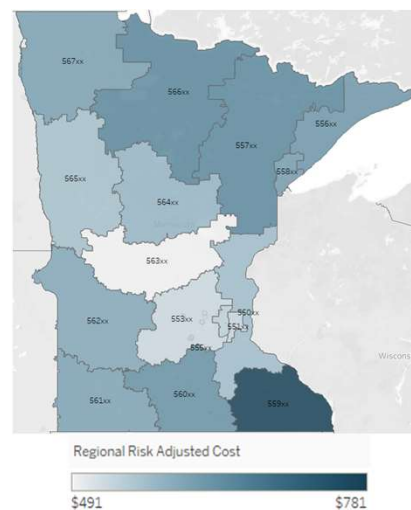 567xx
566xx
556xx
557xx
558xx
565xx
564xx
563xx
562xx
553xx
550xx
551xx
555xx
561xx
560xx
559xx
Wiscons
Regional Risk Adjusted Cost
$491 $781